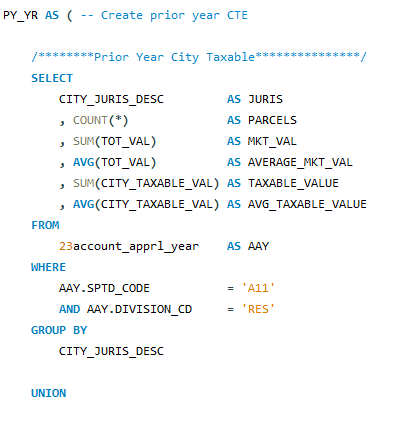 PY_YR AS ( -- Create prior year CTE
/********Prior Year City Taxable***************/
SELECT
CITY_JURIS_DESC AS JURIS
, COUNT(*) AS PARCELS
, SUM(TOT_VAL) AS MKT_VAL
, AVG(TOT_VAL) AS AVERAGE_MKT_VAL
, SUM(CITY_TAXABLE_VAL) AS TAXABLE_VALUE
, AVG(CITY_TAXABLE_VAL) AS AVG_TAXABLE_VALUE
FROM
23account_apprl_year AS AAY
WHERE
AAY.SPTD_CODE = 'A11'
AND AAY.DIVISION_CD = 'RES'
GROUP BY
CITY_JURIS_DESC
UNION